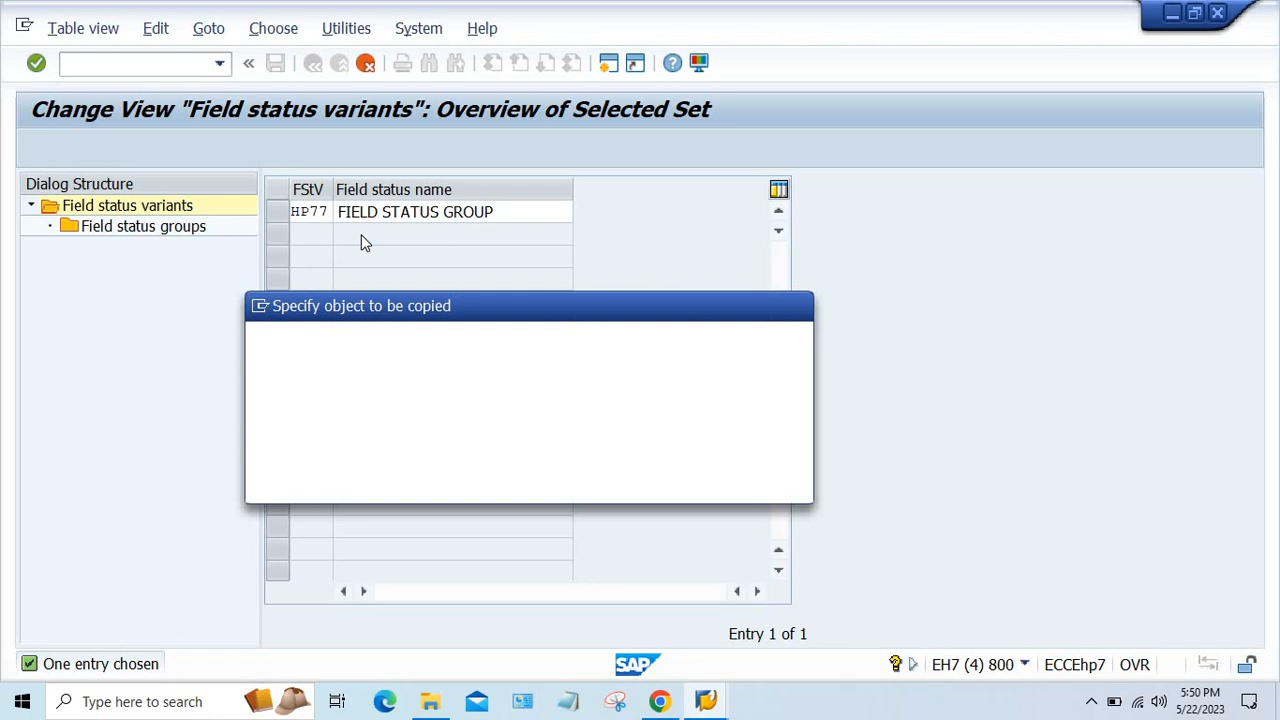 Table view Edit Goto Choose Utilities System Help
Change View "Field status variants": Overview of Selected Set
Dialog Structure
Field status variants
Field status groups
FStV Field status name
HP77 FIELD STATUS GROUP
Specify object to be copied
Entry 1 of 1
One entry chosen
SAP
EH7 (4) 800
ECCEhp7
OVR
Type here to search
5:50 PM
5/22/2023